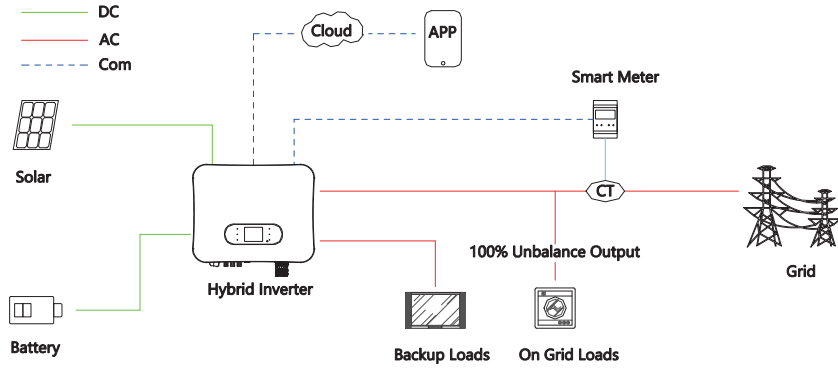 DC
AC
Com
Cloud
APP
Smart Meter
Solar
CT
100% Unbalance Output
Grid
Hybrid Inverter
Battery
Backup Loads
On Grid Loads